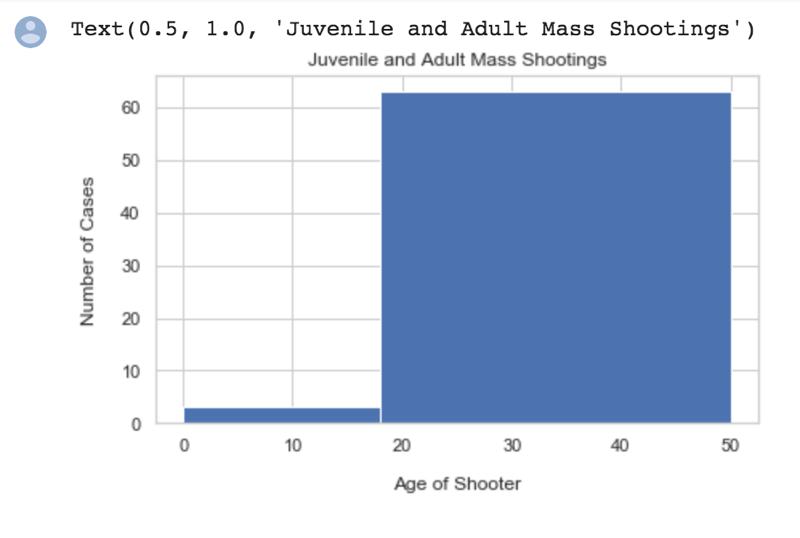 Text(0.5, 1.0, 'Juvenile and Adult Mass Shootings')
Juvenile and Adult Mass Shootings
60
50
40
30
20
10
0
Number of Cases
0 10 20 30 40 50
Age of Shooter